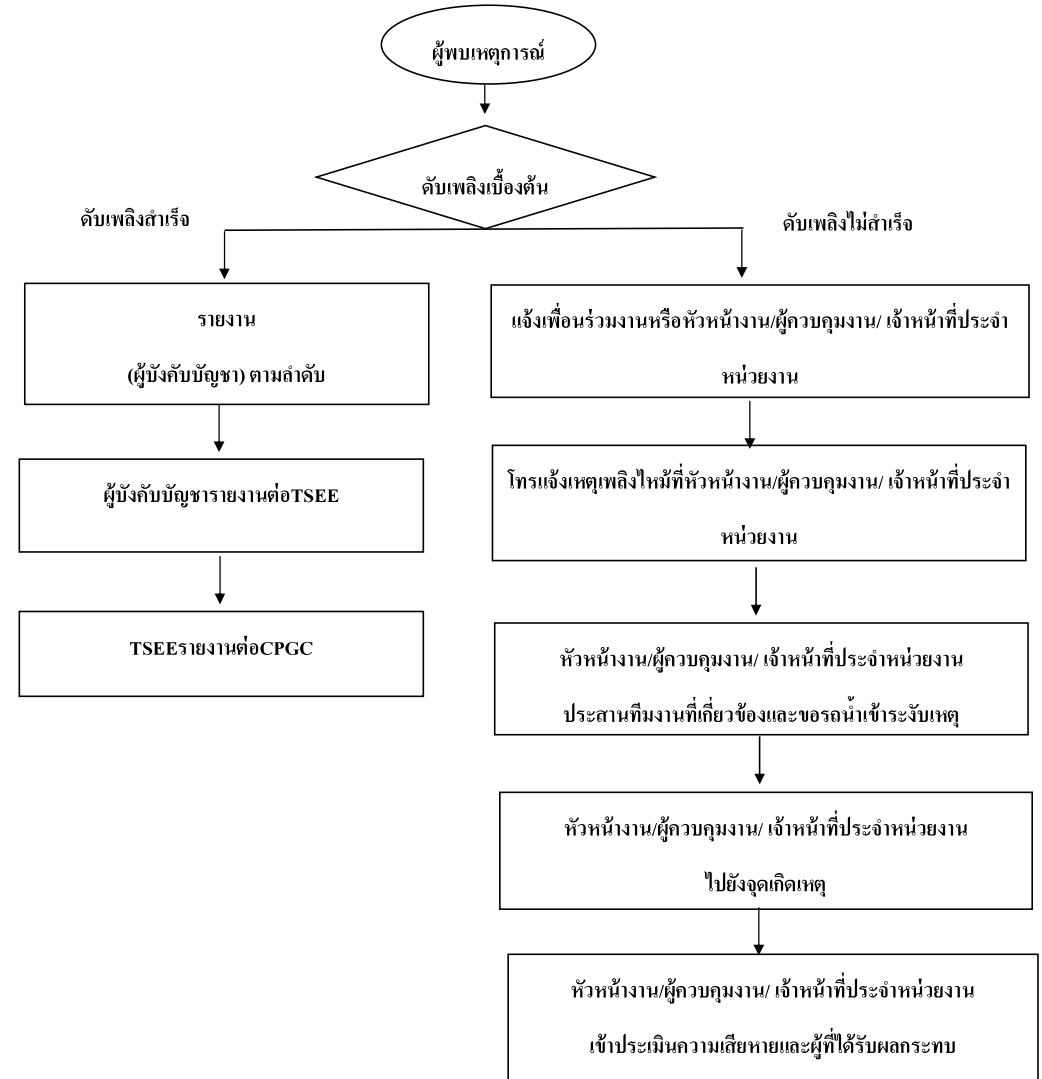 ผู้พบเหตุการณ์
ดับเพลิงเบื้องต้น
ดับเพลิงสำเร็จ
ดับเพลิงไม่สำเร็จ
รายงาน
(ผู้บังคับบัญชา) ตามลำดับ
ผู้บังคับบัญชารายงานต่อTSEE
TSEEรายงานต่อCPGC
แจ้งเพื่อนร่วมงานหรือหัวหน้างาน/ผู้ควบคุมงาน/ เจ้าหน้าที่ประจำ
หน่วยงาน
โทรแจ้งเหตุเพลิงไหม้ที่หัวหน้างาน/ผู้ควบคุมงาน/ เจ้าหน้าที่ประจำ
หน่วยงาน
หัวหน้างาน/ผู้ควบคุมงาน/ เจ้าหน้าที่ประจำหน่วยงาน
ประสานทีมงานที่เกี่ยวข้องและขอรถน้ำเข้าระงับเหตุ
หัวหน้างาน/ผู้ควบคุมงาน/ เจ้าหน้าที่ประจำหน่วยงาน
ไปยังจุดเกิดเหตุ
หัวหน้างาน/ผู้ควบคุมงาน/ เจ้าหน้าที่ประจำหน่วยงาน
เข้าประเมินความเสียหายและผู้ที่ได้รับผลกระทบ